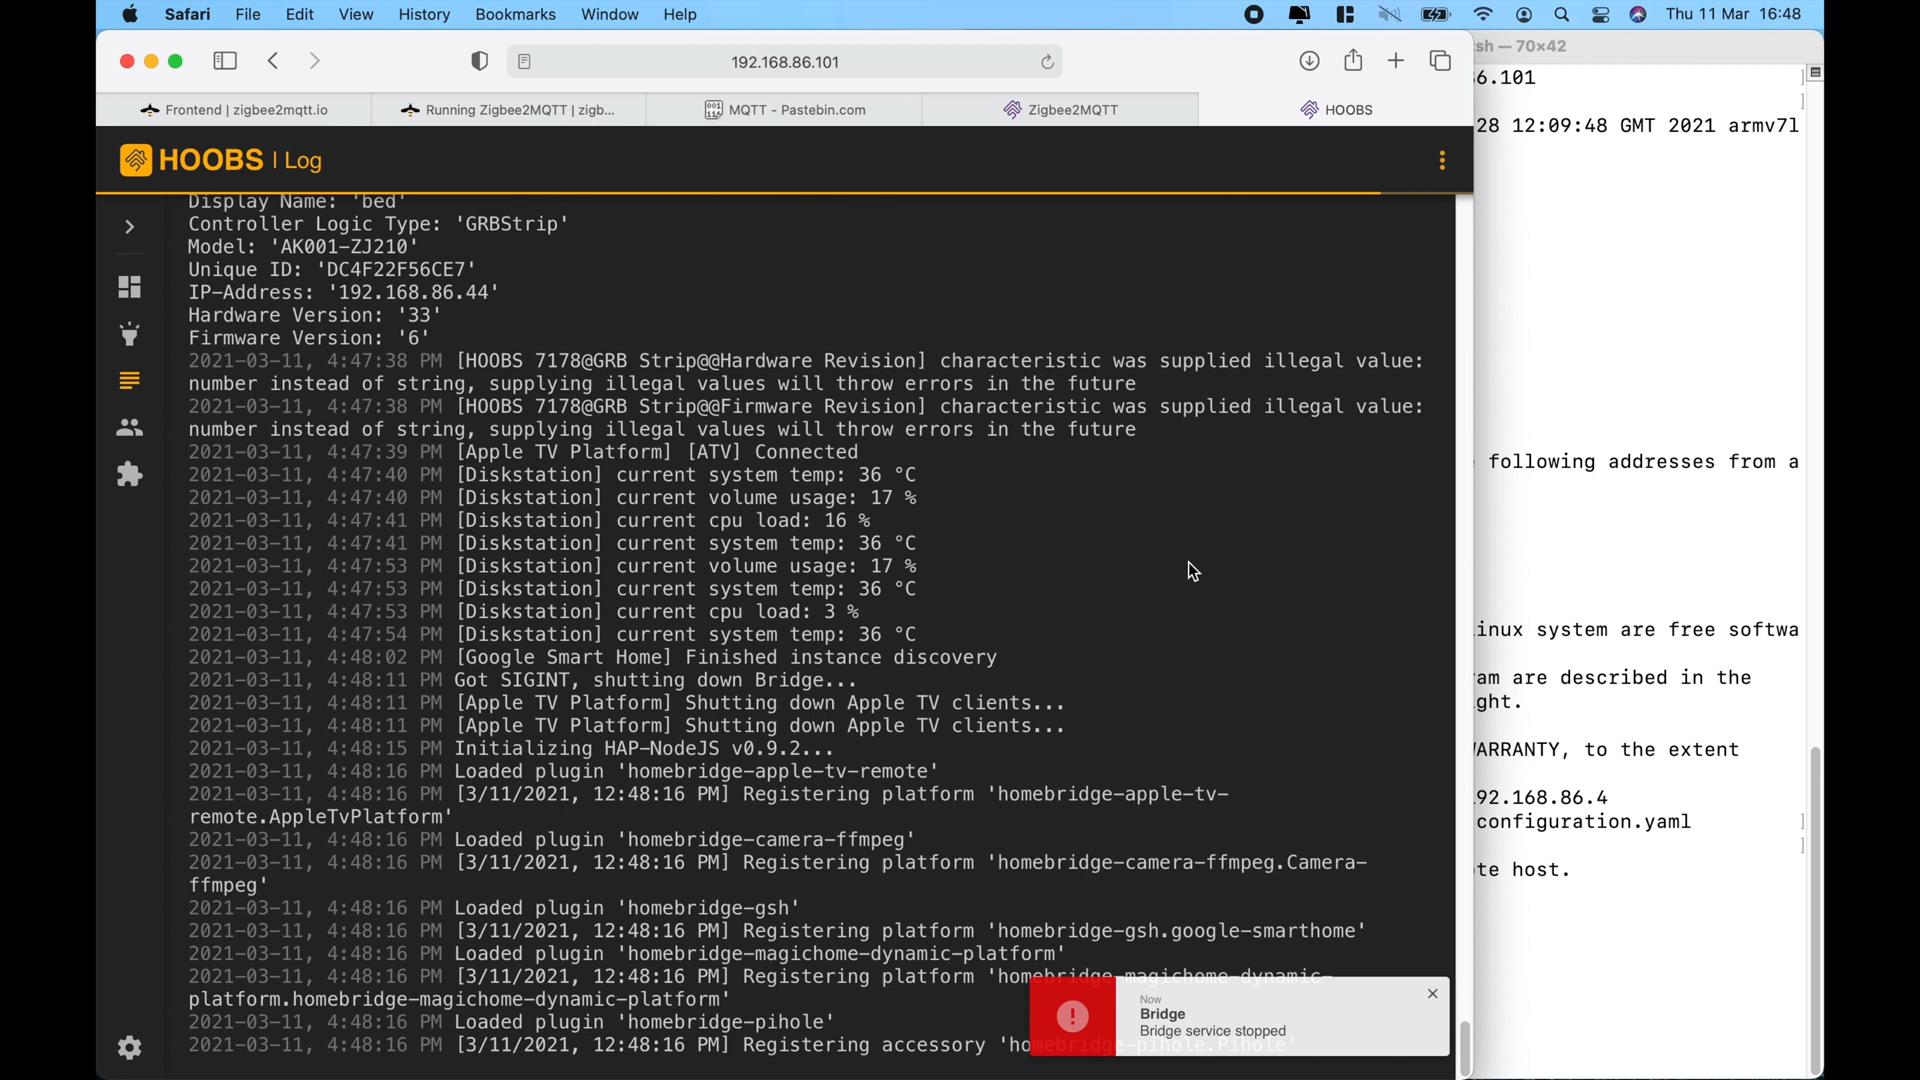 Safari File Edit View History Bookmarks Window Help Thu 11 Mar 16:48
192.168.86.101
sh — 70×42
Frontend | zigbee2mqtt.io
Running Zigbee2MQTT | zigb...
MQTT - Pastebin.com
Zigbee2MQTT
HOOBS
HOOBS | Log
Display Name: 'bed'
Controller Logic Type: 'GRBStrip'
Model: 'AK001-ZJ210'
Unique ID: 'DC4F22F56CE7'
IP-Address: '192.168.86.44'
Hardware Version: '33'
Firmware Version: '6'
2021-03-11, 4:47:38 PM [HOOBS 7178@GRB Strip@@Hardware Revision] characteristic was supplied illegal value:
number instead of string, supplying illegal values will throw errors in the future
2021-03-11, 4:47:38 PM [HOOBS 7178@GRB Strip@@Firmware Revision] characteristic was supplied illegal value:
number instead of string, supplying illegal values will throw errors in the future
2021-03-11, 4:47:39 PM [Apple TV Platform] [ATV] Connected
2021-03-11, 4:47:40 PM [Diskstation] current system temp: 36 °C
2021-03-11, 4:47:40 PM [Diskstation] current volume usage: 17 %
2021-03-11, 4:47:41 PM [Diskstation] current cpu load: 16 %
2021-03-11, 4:47:41 PM [Diskstation] current system temp: 36 °C
2021-03-11, 4:47:53 PM [Diskstation] current volume usage: 17 %
2021-03-11, 4:47:53 PM [Diskstation] current system temp: 36 °C
2021-03-11, 4:47:53 PM [Diskstation] current cpu load: 3 %
2021-03-11, 4:47:54 PM [Diskstation] current system temp: 36 °C
2021-03-11, 4:48:02 PM [Google Smart Home] Finished instance discovery
2021-03-11, 4:48:11 PM Got SIGINT, shutting down Bridge...
2021-03-11, 4:48:11 PM [Apple TV Platform] Shutting down Apple TV clients...
2021-03-11, 4:48:11 PM [Apple TV Platform] Shutting down Apple TV clients...
2021-03-11, 4:48:15 PM Initializing HAP-NodeJS v0.9.2...
2021-03-11, 4:48:16 PM Loaded plugin 'homebridge-apple-tv-remote'
2021-03-11, 4:48:16 PM [3/11/2021, 12:48:16 PM] Registering platform 'homebridge-apple-tv-
remote.AppleTvPlatform'
2021-03-11, 4:48:16 PM Loaded plugin 'homebridge-camera-ffmpeg'
2021-03-11, 4:48:16 PM [3/11/2021, 12:48:16 PM] Registering platform 'homebridge-camera-ffmpeg.Camera-
ffmpeg'
2021-03-11, 4:48:16 PM Loaded plugin 'homebridge-gsh'
2021-03-11, 4:48:16 PM [3/11/2021, 12:48:16 PM] Registering platform 'homebridge-gsh.google-smarthome'
2021-03-11, 4:48:16 PM Loaded plugin 'homebridge-magichome-dynamic-platform'
2021-03-11, 4:48:16 PM [3/11/2021, 12:48:16 PM] Registering platform 'homebridge-magichome-dynamic-
platform.homebridge-magichome-dynamic-platform'
2021-03-11, 4:48:16 PM Loaded plugin 'homebridge-pihole'
2021-03-11, 4:48:16 PM [3/11/2021, 12:48:16 PM] Registering accessory 'homebridge-pihole.Pihole'
Now
Bridge
Bridge service stopped
6.101
28 12:09:48 GMT 2021 armv7l
following addresses from a
inux system are free softwa
am are described in the
ght.
ARRANTY, to the extent
92.168.86.4
configuration.yaml
te host.